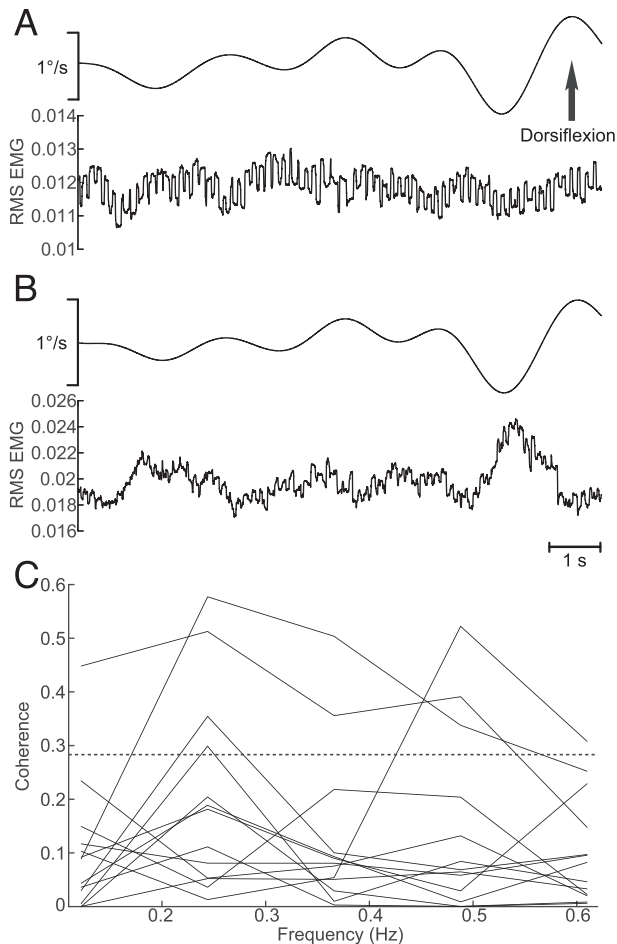 A
1°/s
Dorsiflexion
0.014
0.013
0.012
0.011
0.01
RMS EMG
B
1°/s
0.026
0.024
0.022
0.02
0.018
0.016
RMS EMG
1 s
C
0.6
0.5
0.4
0.3
0.2
0.1
0
Coherence
0.2 0.3 0.4 0.5 0.6
Frequency (Hz)